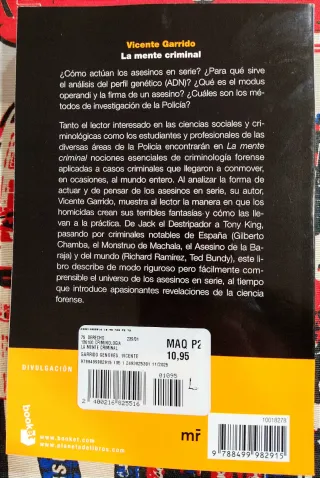 Vicente Garrido
La mente criminal
¿Cómo actúan los asesinos en serie? ¿Para qué sirve
el análisis del perfil genético (ADN)? ¿Qué es el modus
operandi y la firma de un asesino? ¿Cuáles son los mé-
todos de investigación de la Policía?
Tanto el lector interesado en las ciencias sociales y cri-
minológicas como los estudiantes y profesionales de las
diversas áreas de la Policía encontrarán en La mente
criminal nociones esenciales de criminología forense
aplicadas a casos criminales que llegaron a conmover,
en ocasiones, al mundo entero. Al analizar la forma de
actuar y de pensar de los asesinos en serie, su autor,
Vicente Garrido, muestra al lector la manera en que los
homicidas crean sus terribles fantasías y cómo las lle-
van a la práctica. De Jack el Destripador a Tony King,
pasando por criminales notables de España (Gilberto
Chamba, el Monstruo de Machala, el Asesino de la Ba-
raja) y del mundo (Richard Ramírez, Ted Bundy), este li-
bro describe de modo riguroso pero fácilmente com-
prensible el universo de los asesinos en serie, al tiempo
que introduce apasionantes revelaciones de la ciencia
forense.
MAQ P2
10,95
LA MENTE CRIMINAL
GARRIDO GENOVES, VICENTE
01095
2 400216 825516
L
DIVULGACIÓN
booket
www.booket.com
www.planetadelibros.com
mr
10018278
9 788499 982915